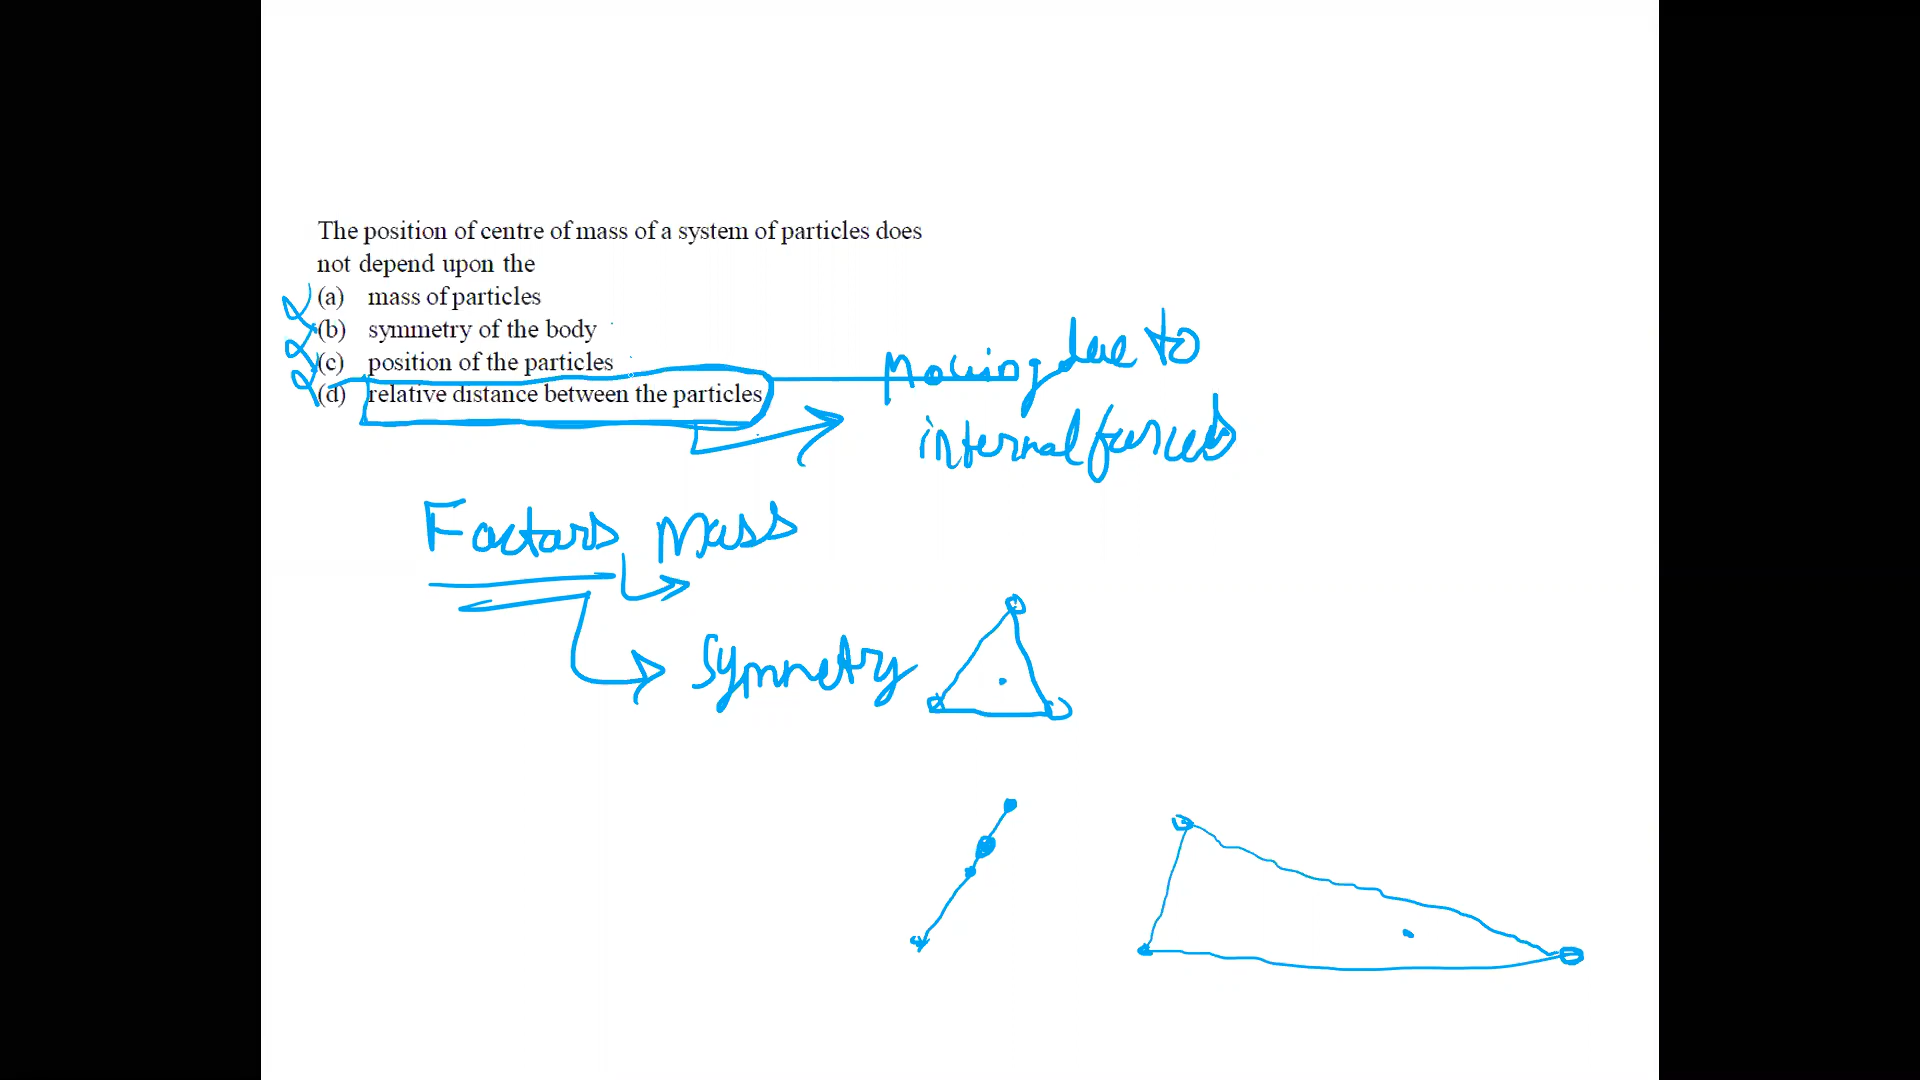 The position of centre of mass of a system of particles does
not depend upon the
(a) mass of particles
(b) symmetry of the body
(c) position of the particles
(d) relative distance between the particles
Moving due to
internal forces
Factors Mass
Symmetry